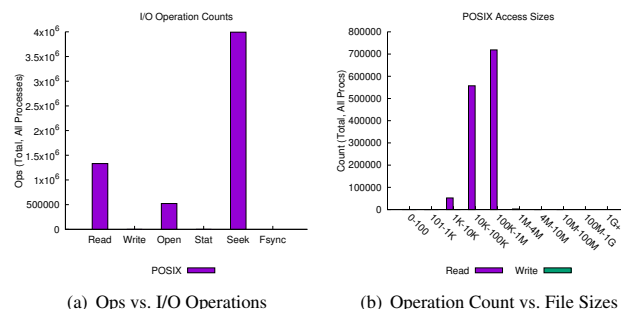 I/O Operation Counts
4x10^6
3.5x10^6
3x10^6
2.5x10^6
2x10^6
1.5x10^6
1x10^6
500000
0
Ops (Total, All Processes)
Read Write Open Stat Seek Fsync
POSIX
(a) Ops vs. I/O Operations
POSIX Access Sizes
800000
700000
600000
500000
400000
300000
200000
100000
0
Count (Total, All Procs)
0-100 101-1K 1K-10K 10K-100K 100K-1M 1M-4M 4M-10M 10M-100M 100M-1G 1G+
Read Write
(b) Operation Count vs. File Sizes